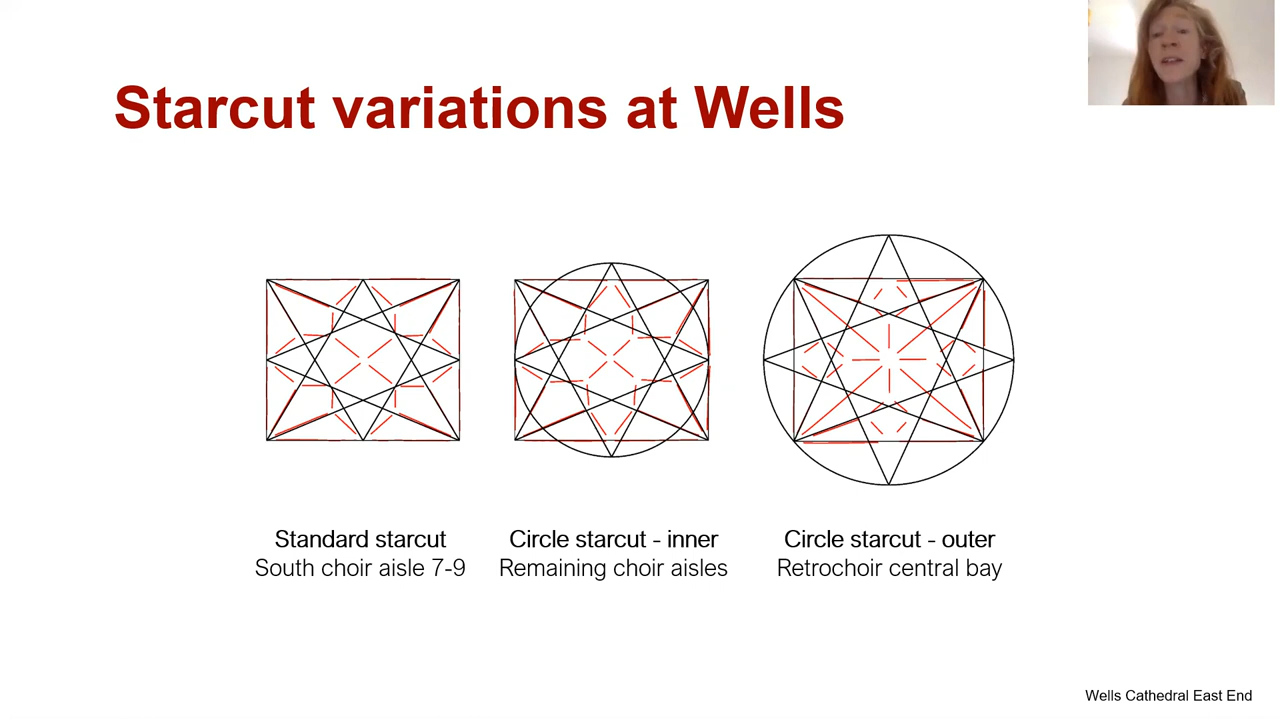 Starcut variations at Wells
Standard starcut
South choir aisle 7-9
Circle starcut - inner
Remaining choir aisles
Circle starcut - outer
Retrochoir central bay
Wells Cathedral East End